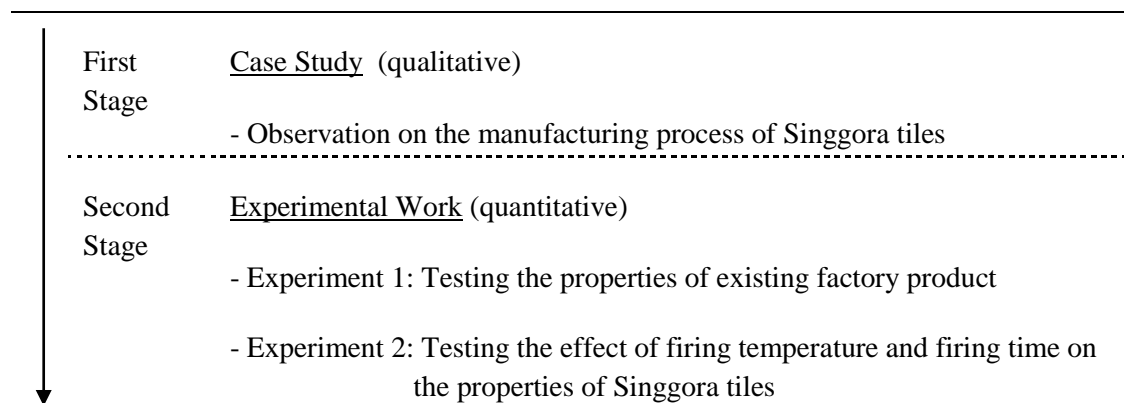 First Stage
Case Study (qualitative)
- Observation on the manufacturing process of Singgora tiles
Second Stage
Experimental Work (quantitative)
- Experiment 1: Testing the properties of existing factory product
- Experiment 2: Testing the effect of firing temperature and firing time on
the properties of Singgora tiles